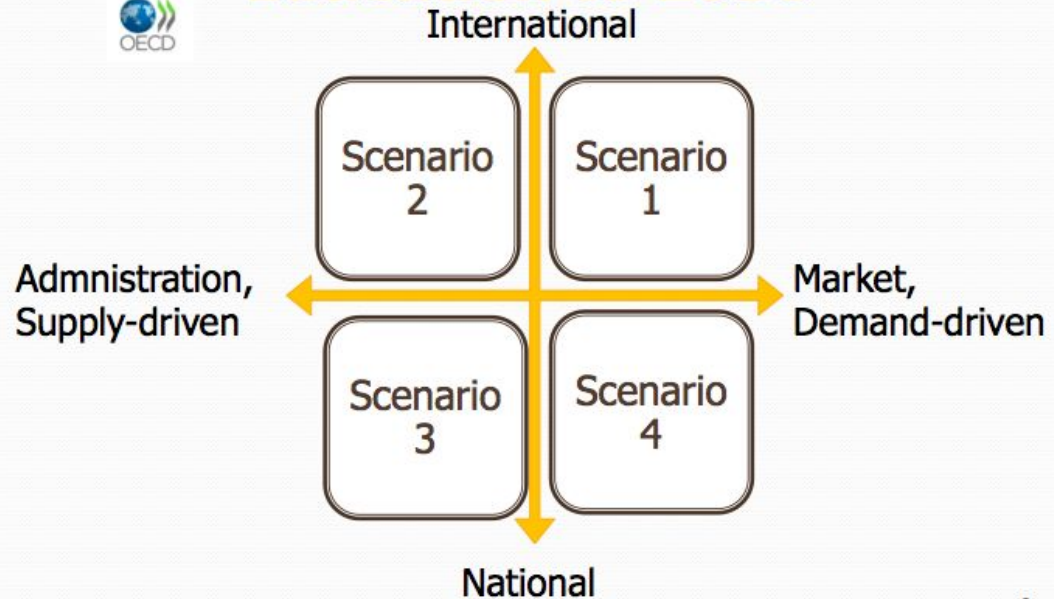 OECD
International
Scenario
2
Scenario
1
Admnistration,
Supply-driven
Market,
Demand-driven
Scenario
3
Scenario
4
National